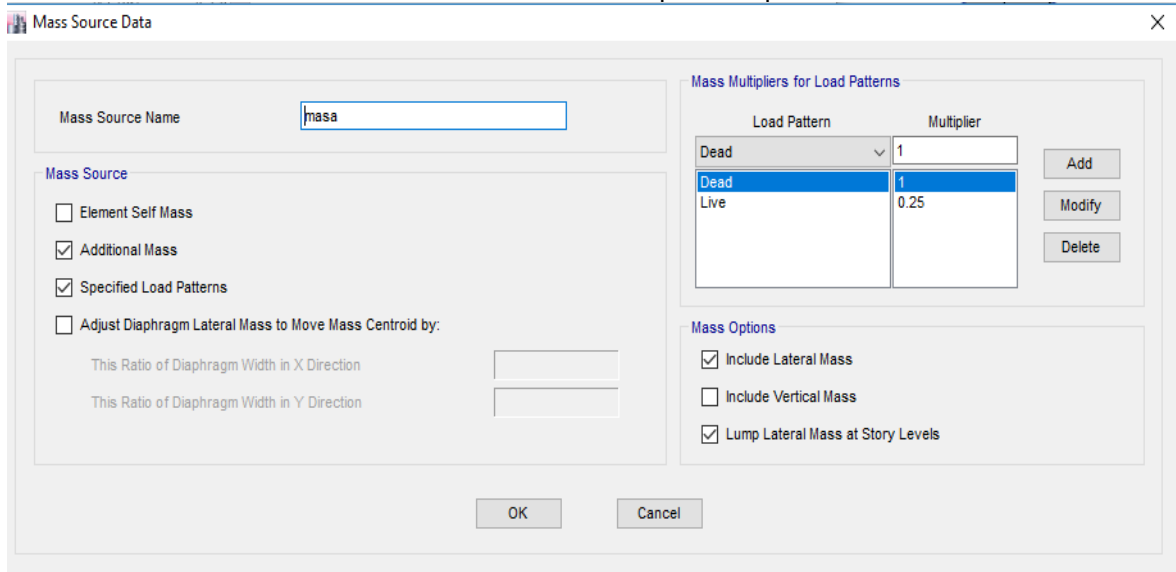 Mass Source Data
Mass Source Name masa
Mass Source
Element Self Mass
Additional Mass
Specified Load Patterns
Adjust Diaphragm Lateral Mass to Move Mass Centroid by:
This Ratio of Diaphragm Width in X Direction
This Ratio of Diaphragm Width in Y Direction
Mass Multipliers for Load Patterns
Load Pattern Multiplier
Dead 1
Dead 1
Live 0.25
Add
Modify
Delete
Mass Options
Include Lateral Mass
Include Vertical Mass
Lump Lateral Mass at Story Levels
OK Cancel